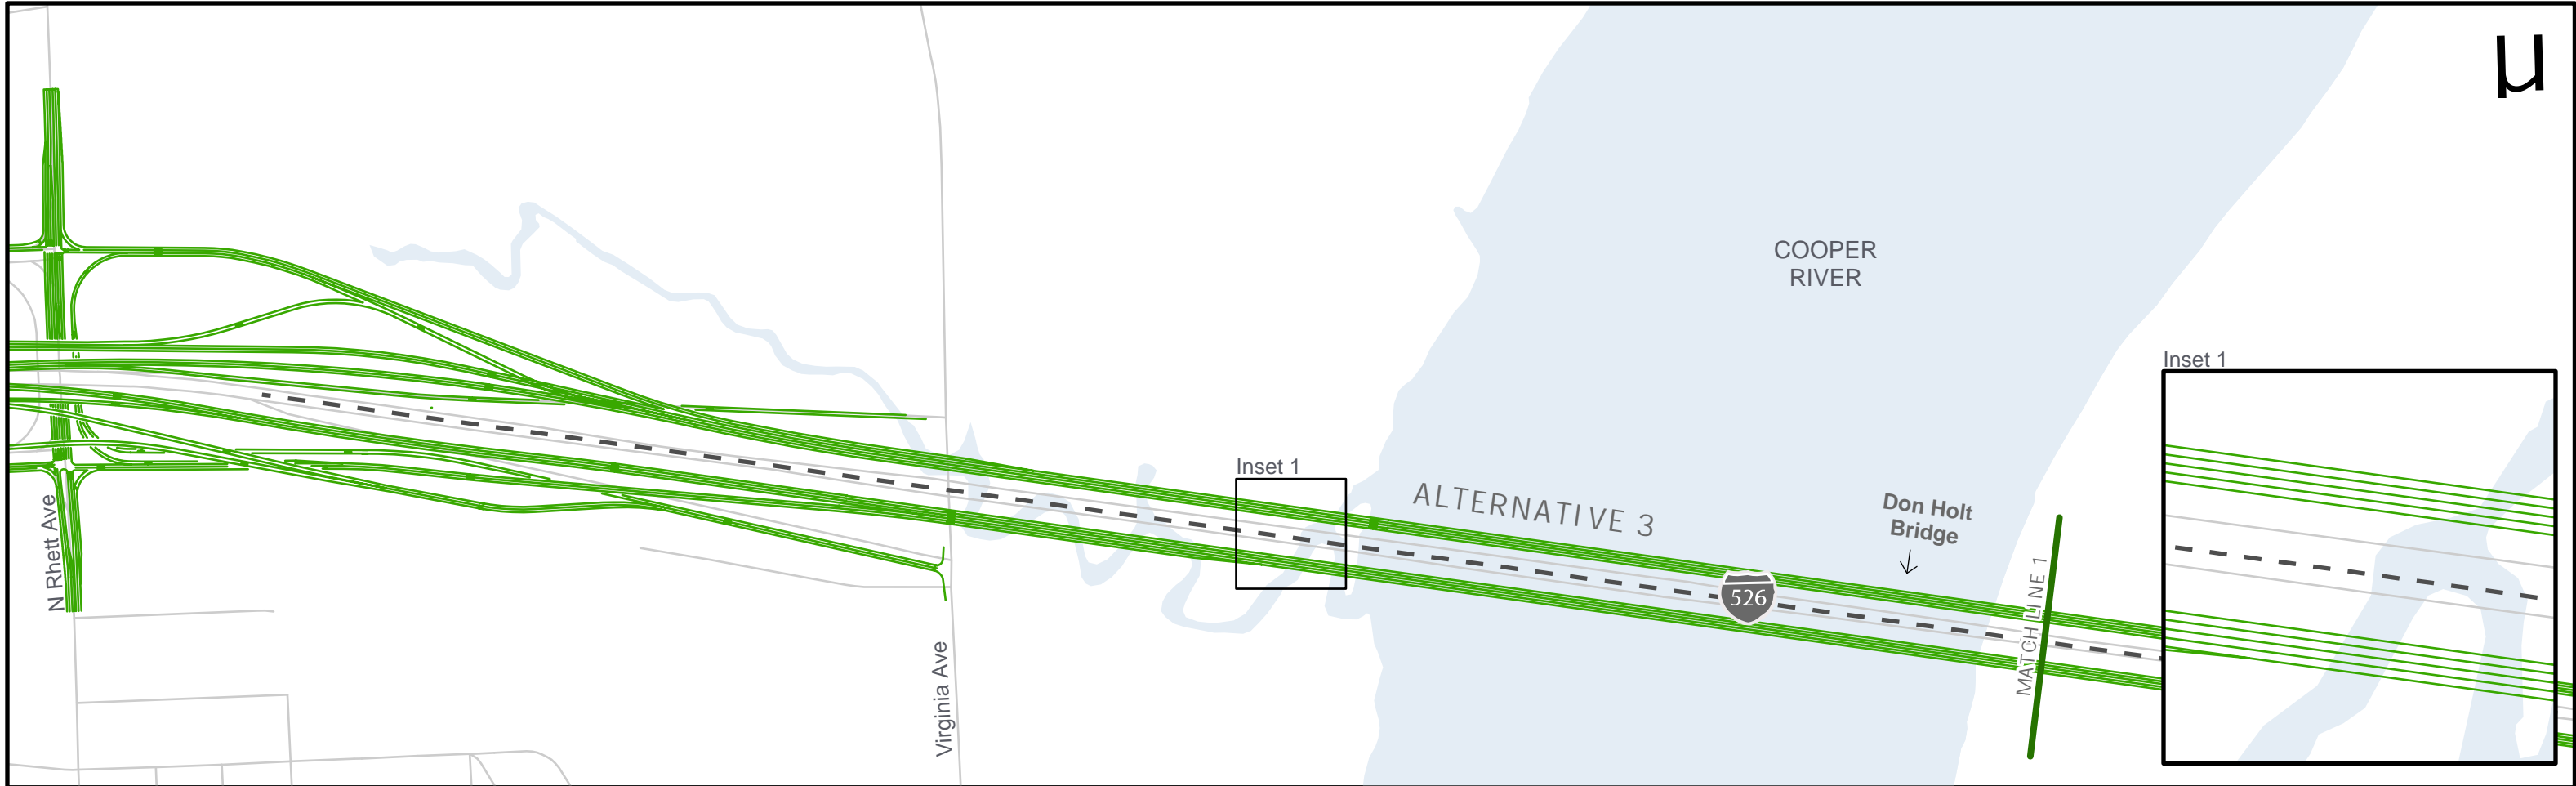 µ
COOPER
RIVER
Inset 1
Inset 1
ALTERNATIVE 3
Don Holt
Bridge
N Rhett Ave
526
MATCH LINE 1
Virginia Ave